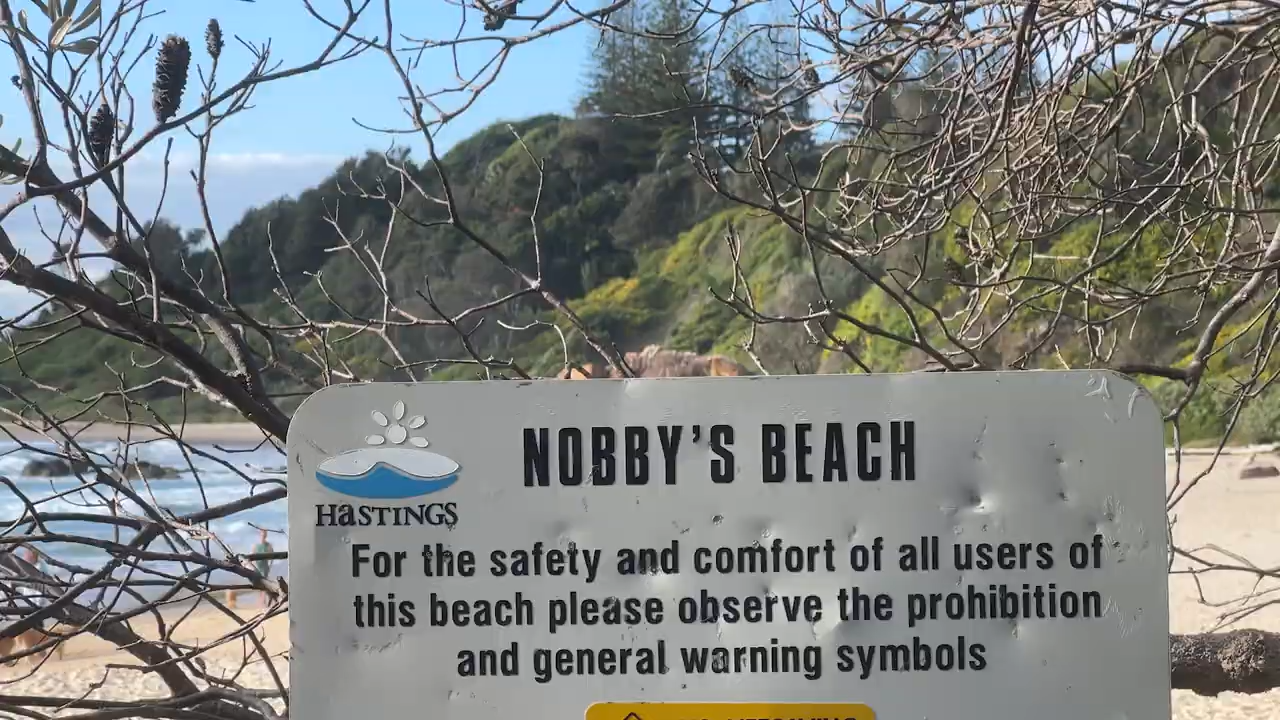 NOBBY'S BEACH
HaSTINGS
For the safety and comfort of all users of
this beach please observe the prohibition
and general warning symbols